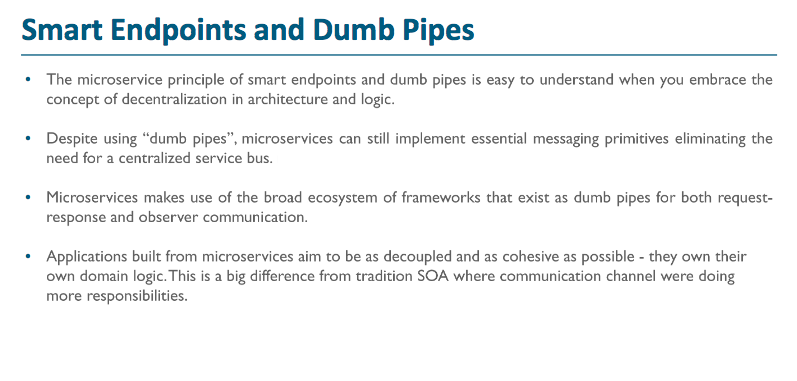 Smart Endpoints and Dumb Pipes
• The microservice principle of smart endpoints and dumb pipes is easy to understand when you embrace the
concept of decentralization in architecture and logic.
• Despite using “dumb pipes”, microservices can still implement essential messaging primitives eliminating the
need for a centralized service bus.
• Microservices makes use of the broad ecosystem of frameworks that exist as dumb pipes for both request-
response and observer communication.
• Applications built from microservices aim to be as decoupled and as cohesive as possible - they own their
own domain logic. This is a big difference from tradition SOA where communication channel were doing
more responsibilities.